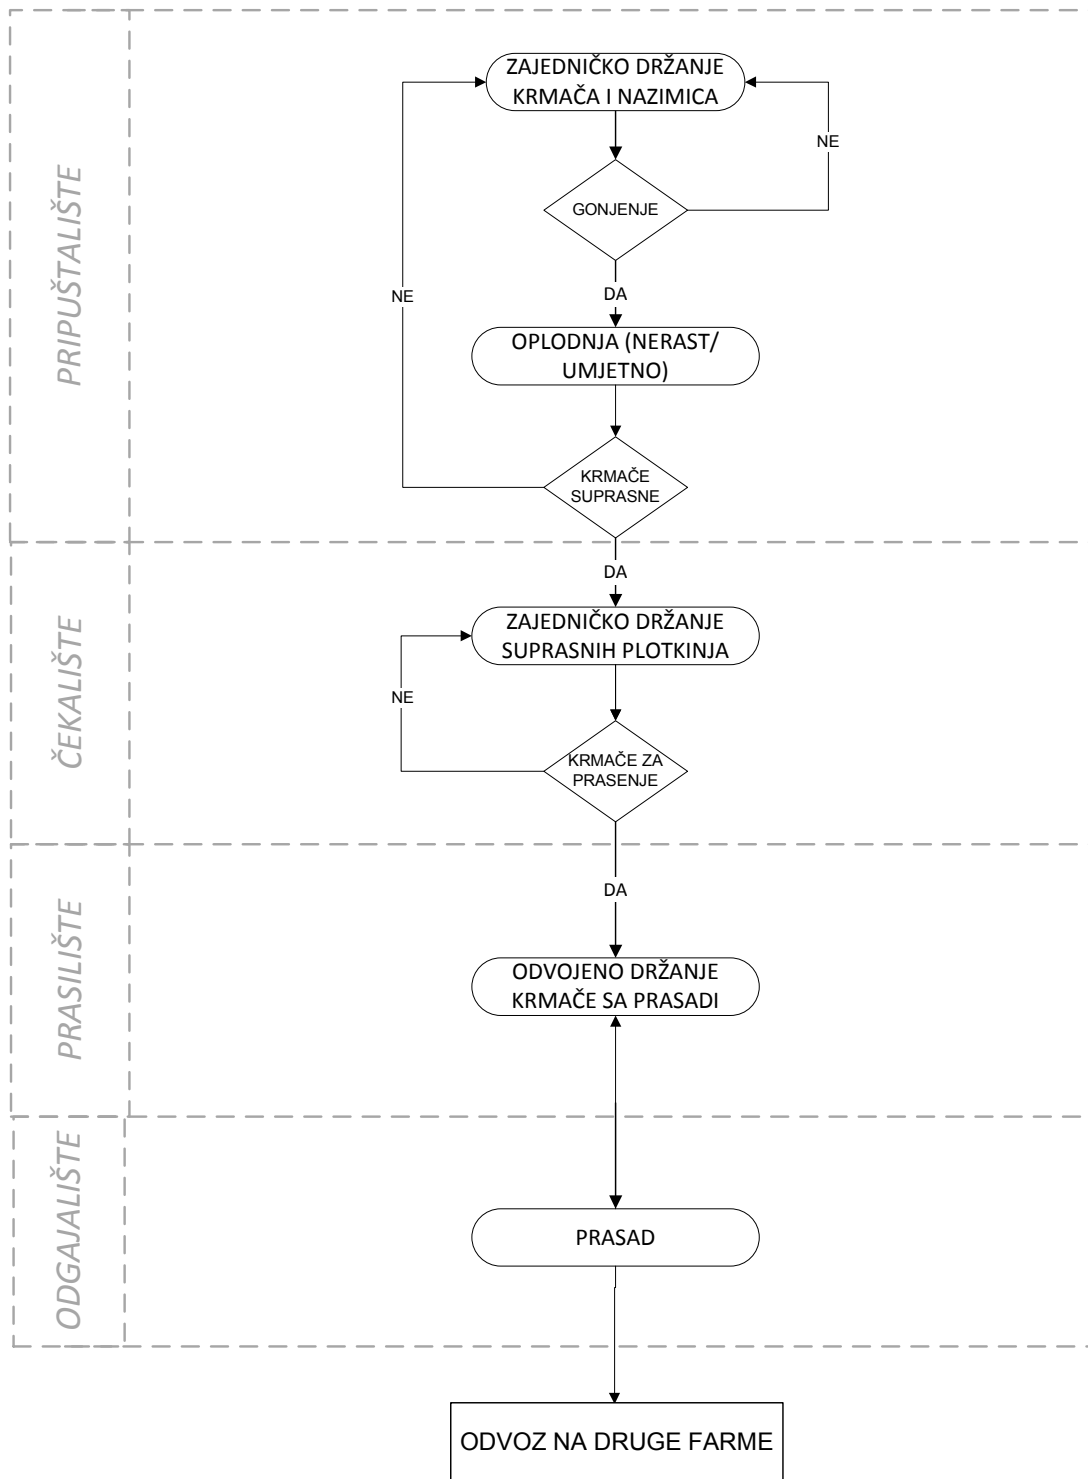 PRIPUŠTALIŠTE
ZAJEDNIČKO DRŽANJE
KRMAČA I NAZIMICA
NE
GONJENJE
NE
DA
OPLODNJA (NERAST/
UMJETNO)
KRMAČE
SUPRASNE
DA
ČEKALIŠTE
ZAJEDNIČKO DRŽANJE
SUPRASNIH PLOTKINJA
NE
KRMAČE ZA
PRASENJE
DA
PRASILIŠTE
ODVOJENO DRŽANJE
KRMAČE SA PRASADI
ODGAJALIŠTE
PRASAD
ODVOZ NA DRUGE FARME